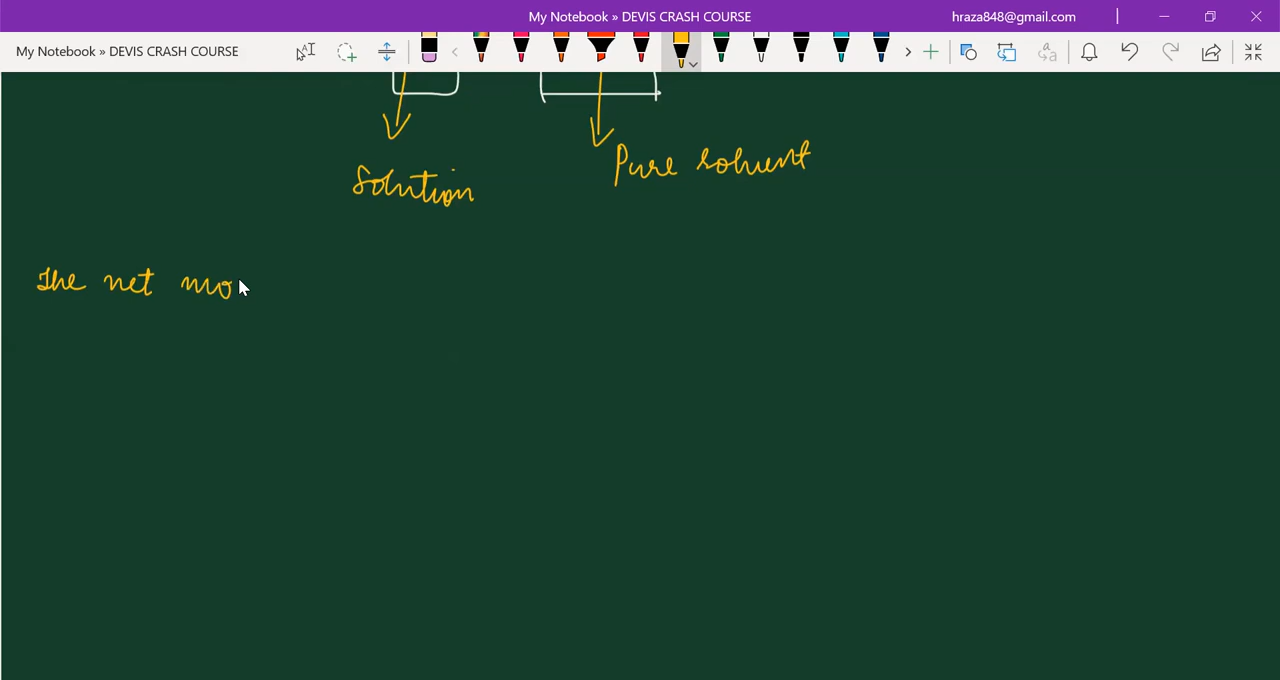 My Notebook » DEVIS CRASH COURSE
hraza848@gmail.com
My Notebook » DEVIS CRASH COURSE
Solution
Pure solvent
The net mo